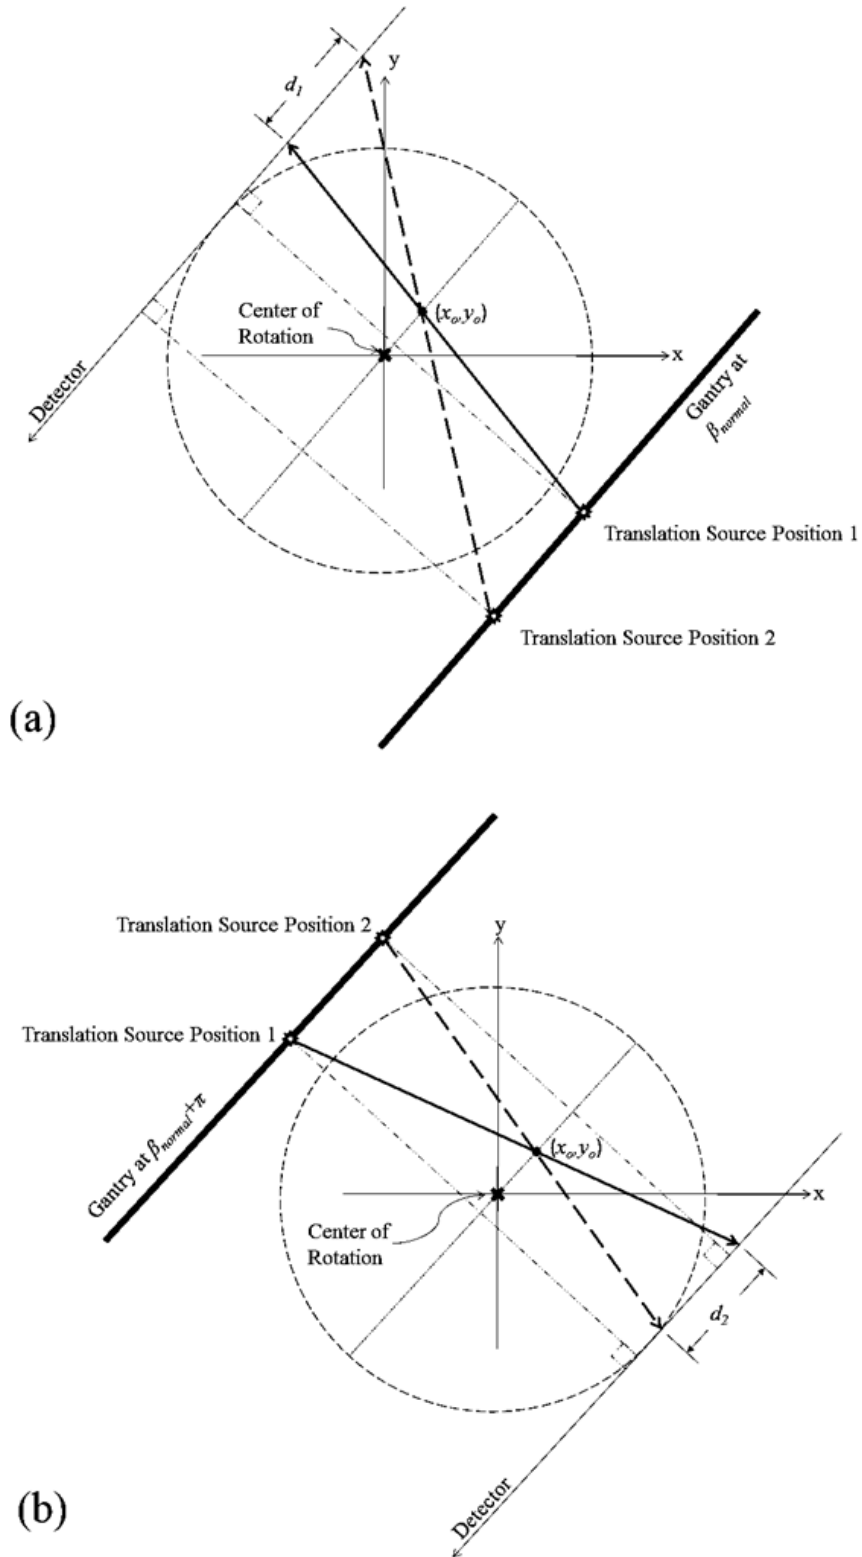 y
d₁
Center of
Rotation
(xₒ,yₒ)
x
Detector
Gantry at
βnormal
Translation Source Position 1
Translation Source Position 2
(a)
Translation Source Position 2
y
Translation Source Position 1
Gantry at βnormal+π
(xₒ,yₒ)
x
Center of
Rotation
d₂
Detector
(b)